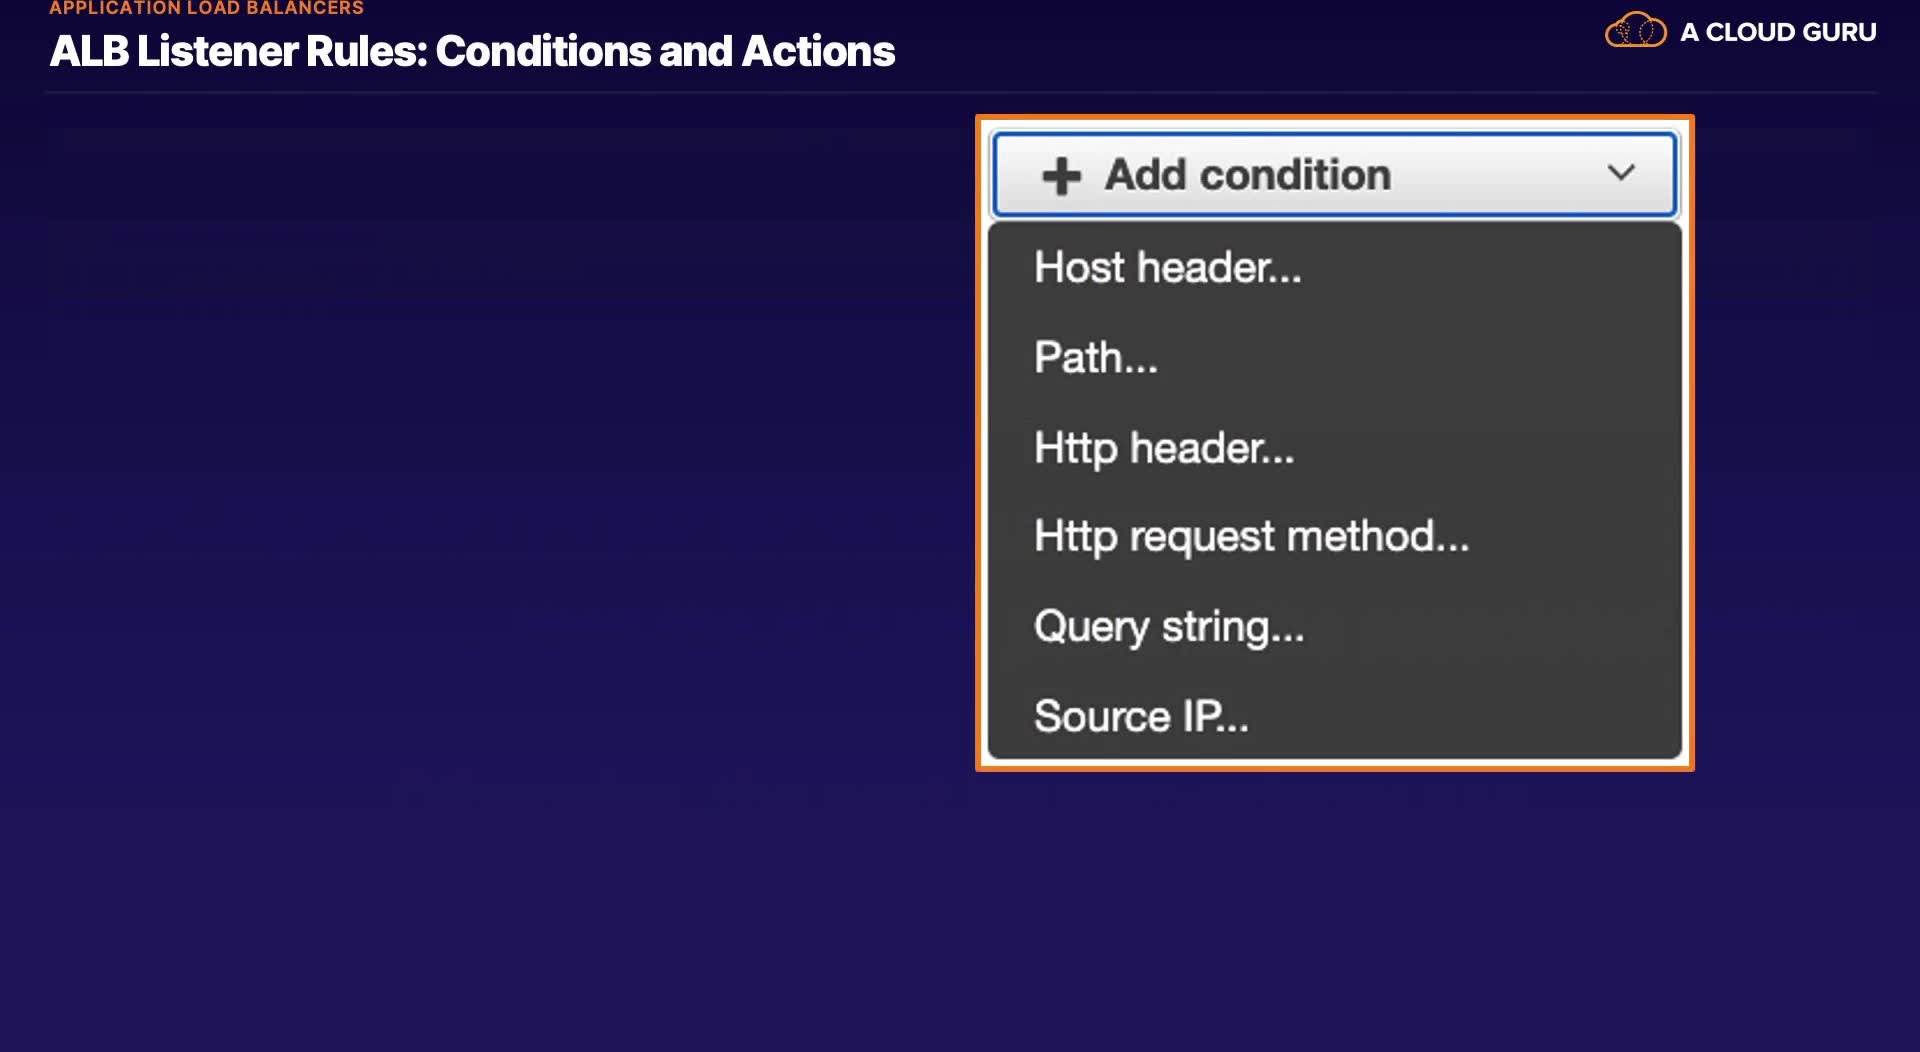 APPLICATION LOAD BALANCERS
ALB Listener Rules: Conditions and Actions
A CLOUD GURU
Add condition
Host header...
Path...
Http header...
Http request method...
Query string...
Source IP...